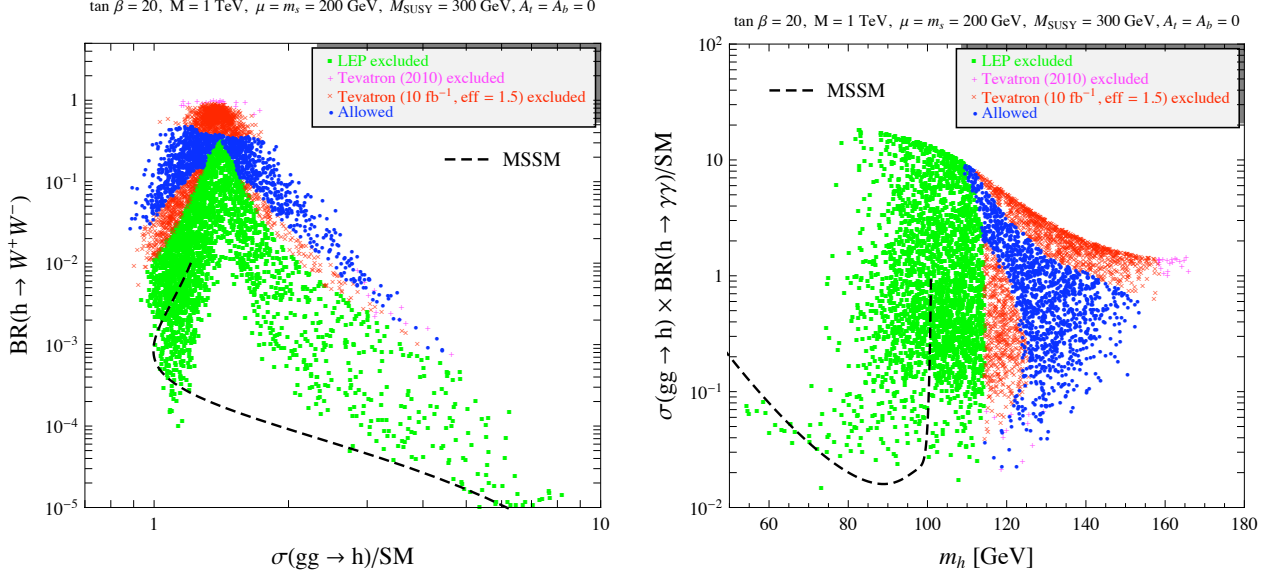 tan β = 20, M = 1 TeV, μ = m_s = 200 GeV, M_SUSY = 300 GeV, A_t = A_b = 0
LEP excluded
Tevatron (2010) excluded
Tevatron (10 fb⁻¹, eff = 1.5) excluded
Allowed
MSSM
1
10⁻¹
10⁻²
10⁻³
10⁻⁴
10⁻⁵
BR(h → W⁺W⁻)
1
10
σ(gg → h)/SM
tan β = 20, M = 1 TeV, μ = m_s = 200 GeV, M_SUSY = 300 GeV, A_t = A_b = 0
LEP excluded
Tevatron (2010) excluded
Tevatron (10 fb⁻¹, eff = 1.5) excluded
Allowed
MSSM
10²
10
1
10⁻¹
10⁻²
σ(gg → h) × BR(h → γγ)/SM
60
80
100
120
140
160
180
m_h [GeV]